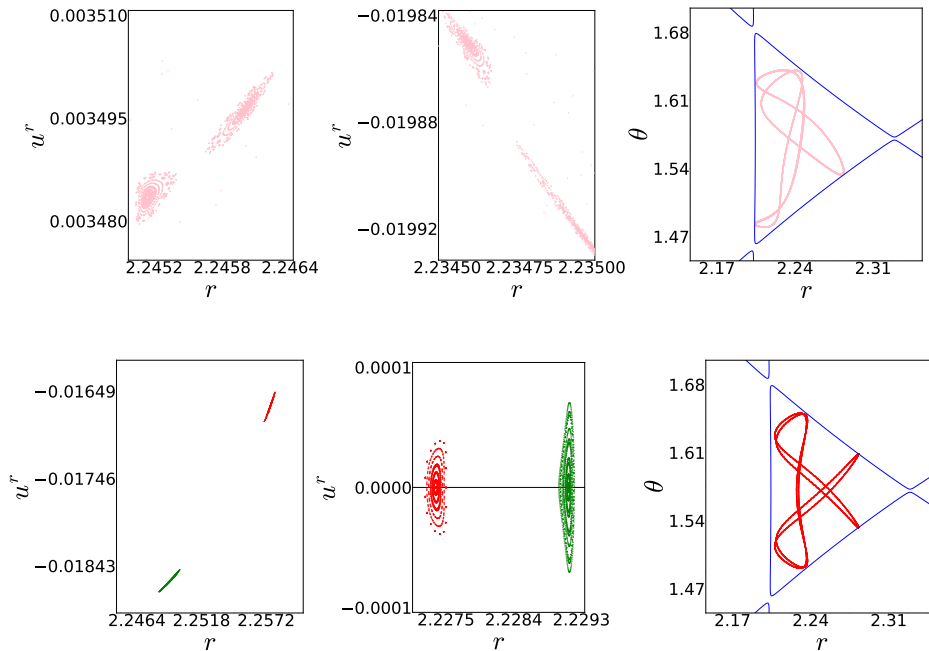 0.003510
0.003495
0.003480
u^r
2.2452 2.2458 2.2464
r
−0.01984
−0.01988
−0.01992
u^r
2.23450 2.23475 2.23500
r
1.68
1.61
1.54
1.47
θ
2.17 2.24 2.31
r
−0.01649
−0.01746
−0.01843
u^r
2.2464 2.2518 2.2572
r
0.0001
0.0000
−0.0001
u^r
2.2275 2.2284 2.2293
r
1.68
1.61
1.54
1.47
θ
2.17 2.24 2.31
r